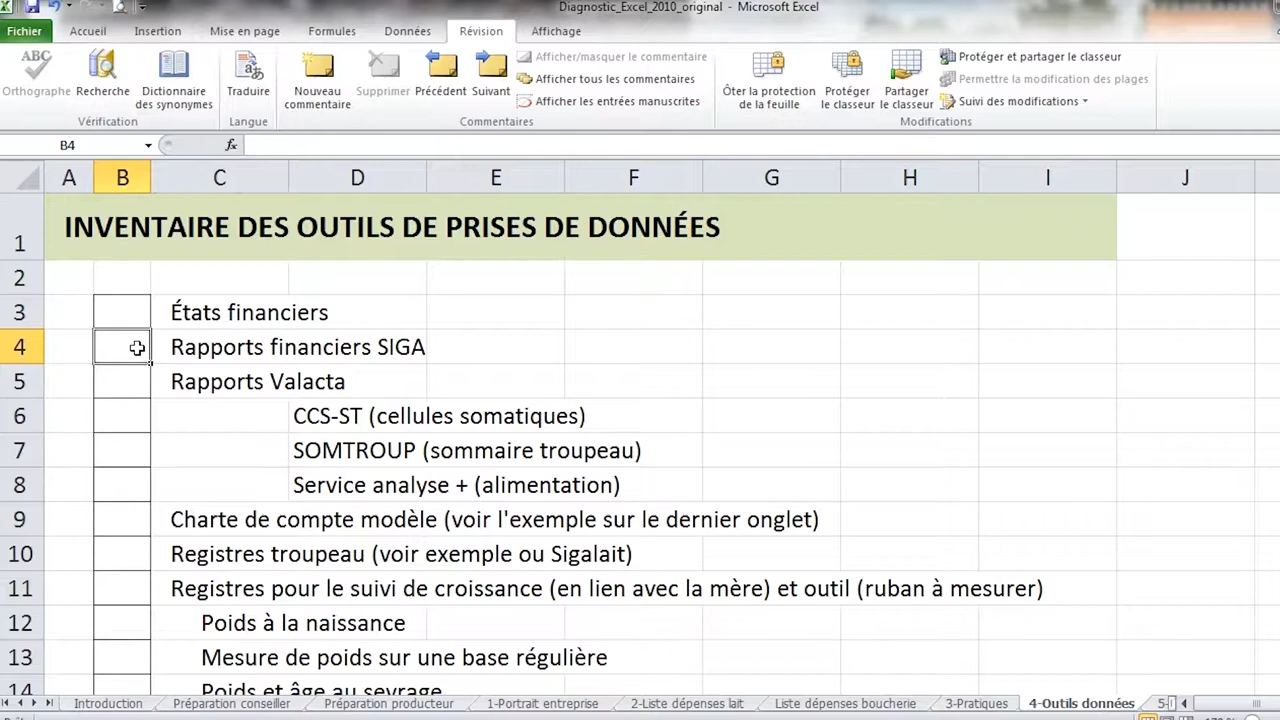 Diagnostic_Excel_2010_original - Microsoft Excel
Fichier Accueil Insertion Mise en page Formules Données Révision Affichage
ABC Orthographe
Recherche
Dictionnaire des synonymes
Traduire
Nouveau commentaire
Supprimer
Précédent
Suivant
Afficher/masquer le commentaire
Afficher tous les commentaires
Afficher les entrées manuscrites
Ôter la protection de la feuille
Protéger le classeur
Partager le classeur
Protéger et partager le classeur
Permettre la modification des plages
Suivi des modifications
Vérification Langue Commentaires Modifications
B4 fx
A B C D E F G H I J
1 INVENTAIRE DES OUTILS DE PRISES DE DONNÉES
2
3 États financiers
4 Rapports financiers SIGA
5 Rapports Valacta
6 CCS-ST (cellules somatiques)
7 SOMTROUP (sommaire troupeau)
8 Service analyse + (alimentation)
9 Charte de compte modèle (voir l'exemple sur le dernier onglet)
10 Registres troupeau (voir exemple ou Sigalait)
11 Registres pour le suivi de croissance (en lien avec la mère) et outil (ruban à mesurer)
12 Poids à la naissance
13 Mesure de poids sur une base régulière
14 Poids et âge au sevrage
Introduction Préparation conseiller Préparation producteur 1-Portrait entreprise 2-Liste dépenses lait Liste dépenses boucherie 3-Pratiques 4-Outils données